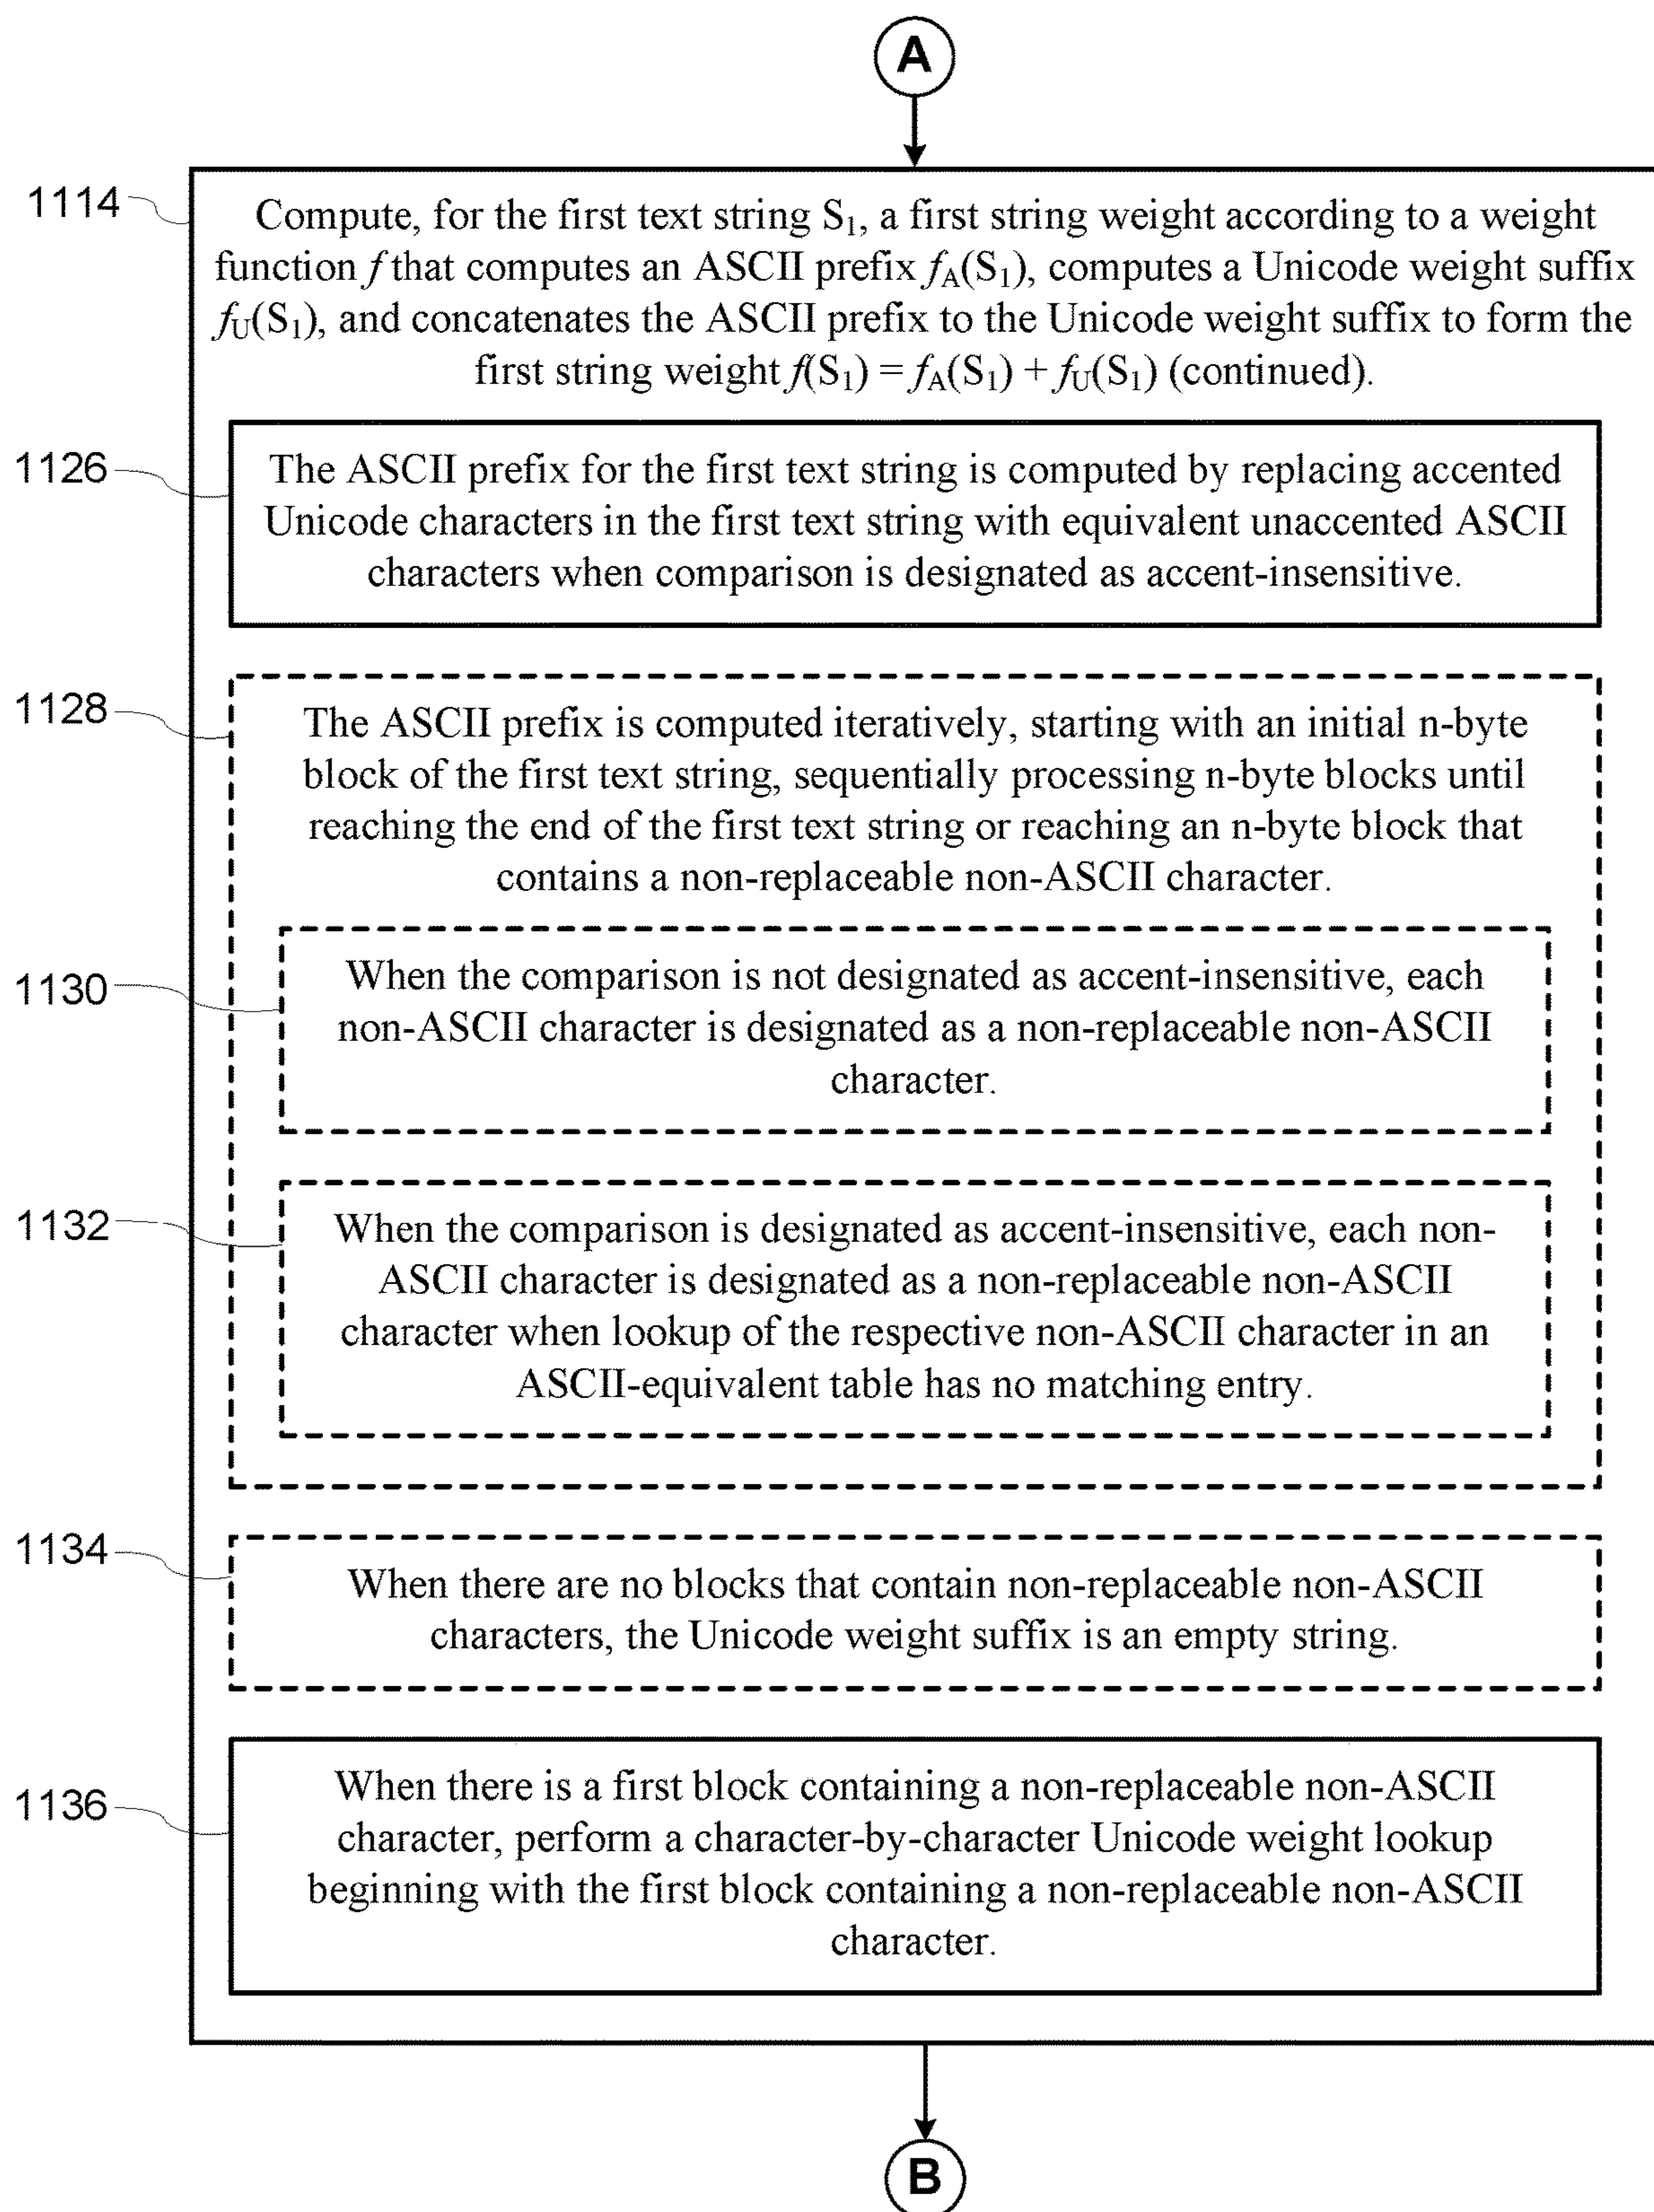 A
1114
Compute, for the first text string S₁, a first string weight according to a weight
function f that computes an ASCII prefix f_A(S₁), computes a Unicode weight suffix
f_U(S₁), and concatenates the ASCII prefix to the Unicode weight suffix to form the
first string weight f(S₁) = f_A(S₁) + f_U(S₁) (continued).
1126
The ASCII prefix for the first text string is computed by replacing accented
Unicode characters in the first text string with equivalent unaccented ASCII
characters when comparison is designated as accent-insensitive.
1128
The ASCII prefix is computed iteratively, starting with an initial n-byte
block of the first text string, sequentially processing n-byte blocks until
reaching the end of the first text string or reaching an n-byte block that
contains a non-replaceable non-ASCII character.
1130
When the comparison is not designated as accent-insensitive, each
non-ASCII character is designated as a non-replaceable non-ASCII
character.
1132
When the comparison is designated as accent-insensitive, each non-
ASCII character is designated as a non-replaceable non-ASCII
character when lookup of the respective non-ASCII character in an
ASCII-equivalent table has no matching entry.
1134
When there are no blocks that contain non-replaceable non-ASCII
characters, the Unicode weight suffix is an empty string.
1136
When there is a first block containing a non-replaceable non-ASCII
character, perform a character-by-character Unicode weight lookup
beginning with the first block containing a non-replaceable non-ASCII
character.
B